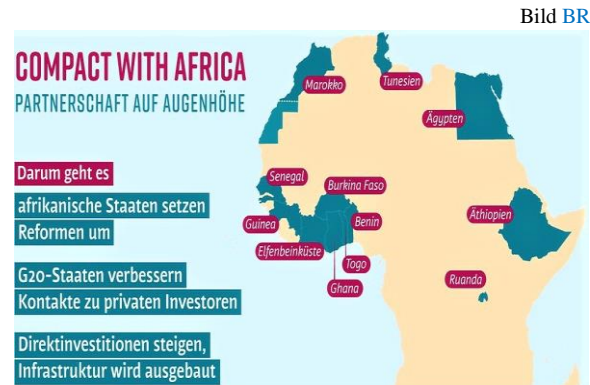 Bild BR
COMPACT WITH AFRICA
PARTNERSCHAFT AUF AUGENHÖHE
Darum geht es
afrikanische Staaten setzen
Reformen um
G20-Staaten verbessern
Kontakte zu privaten Investoren
Direktinvestitionen steigen,
Infrastruktur wird ausgebaut
Marokko
Tunesien
Ägypten
Senegal
Burkina Faso
Guinea
Benin
Äthiopien
Elfenbeinküste
Togo
Ghana
Ruanda